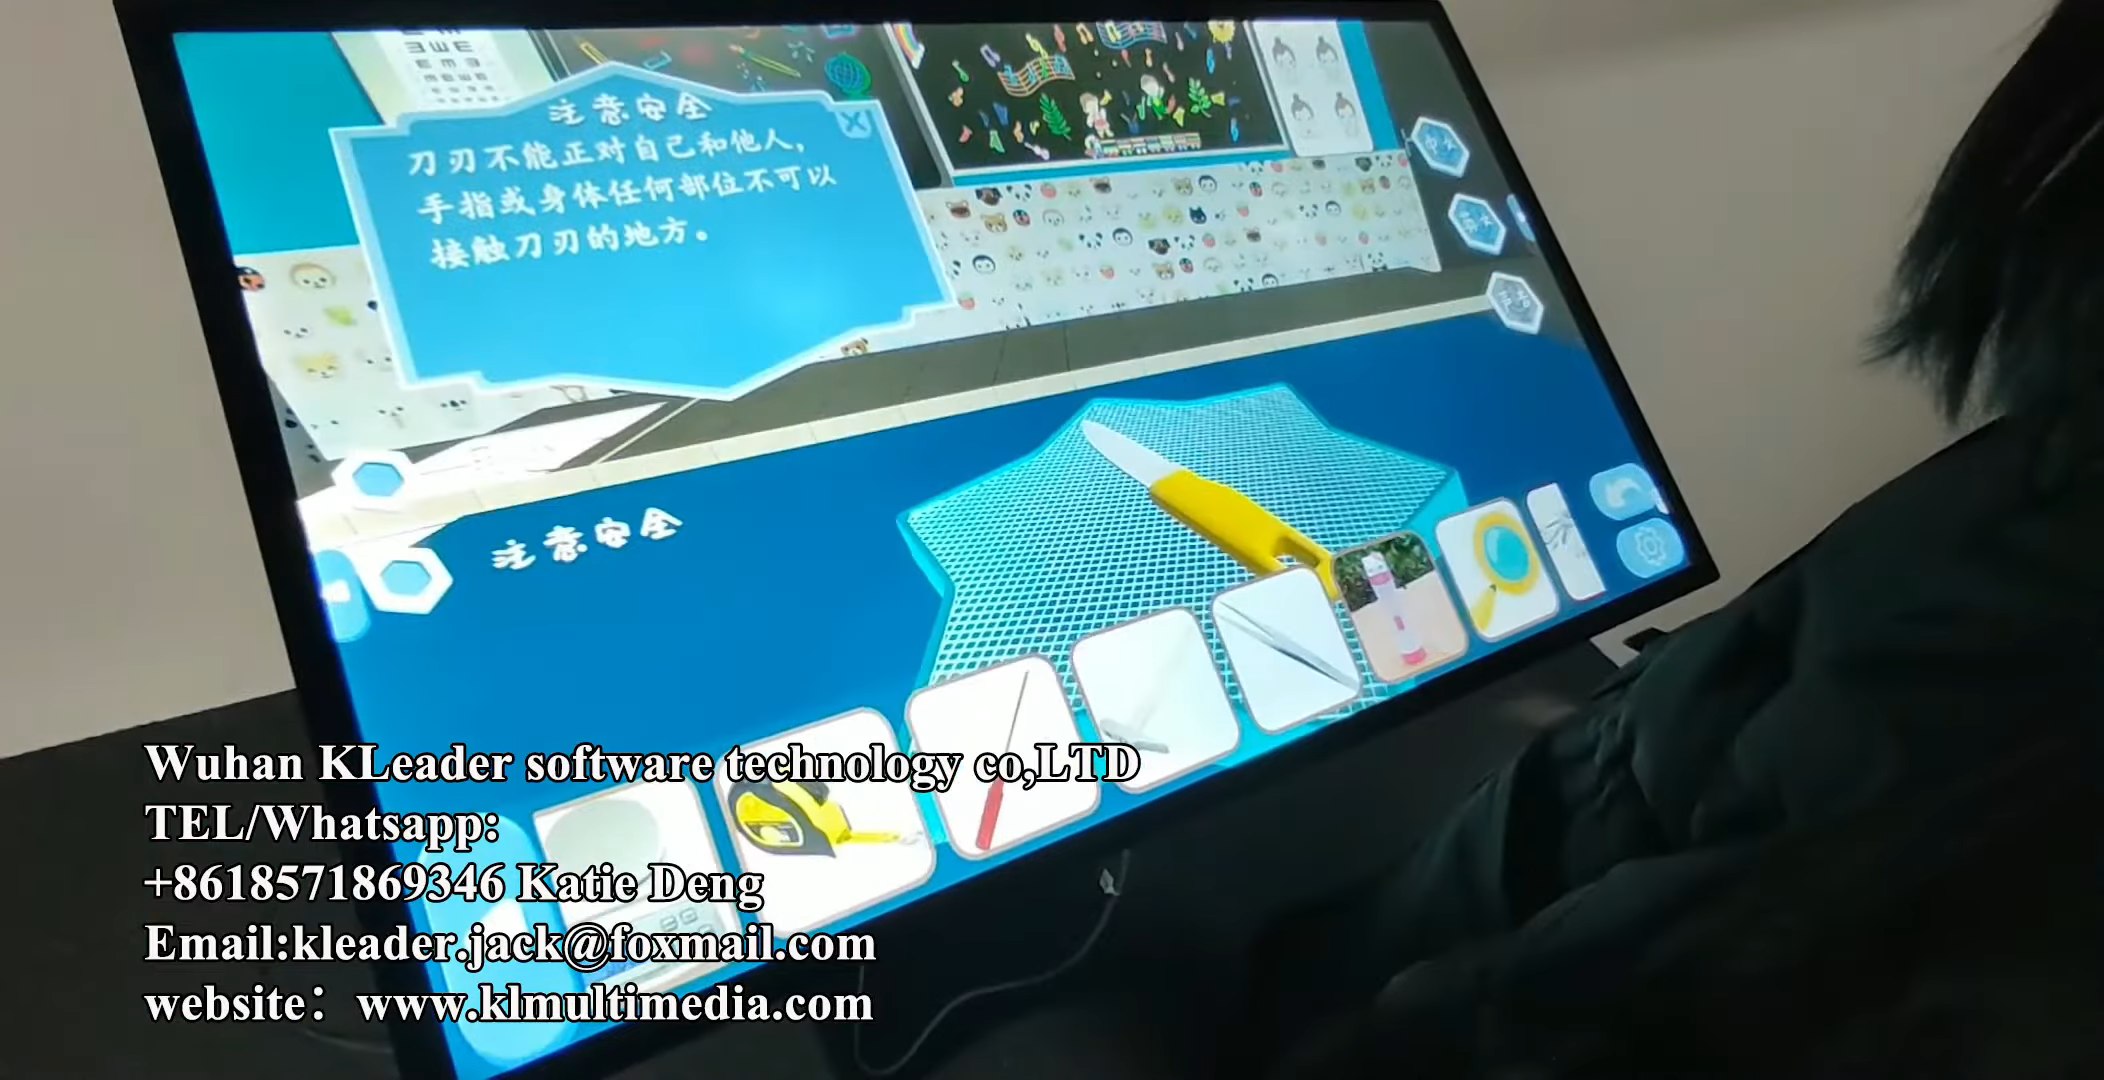 注意安全
刀刃不能正对自己和他人，
手指或身体任何部位不可以
接触刀刃的地方。
注意安全
Wuhan KLeader software technology co,LTD
TEL/Whatsapp:
+8618571869346 Katie Deng
Email:kleader.jack@foxmail.com
website：www.klmultimedia.com